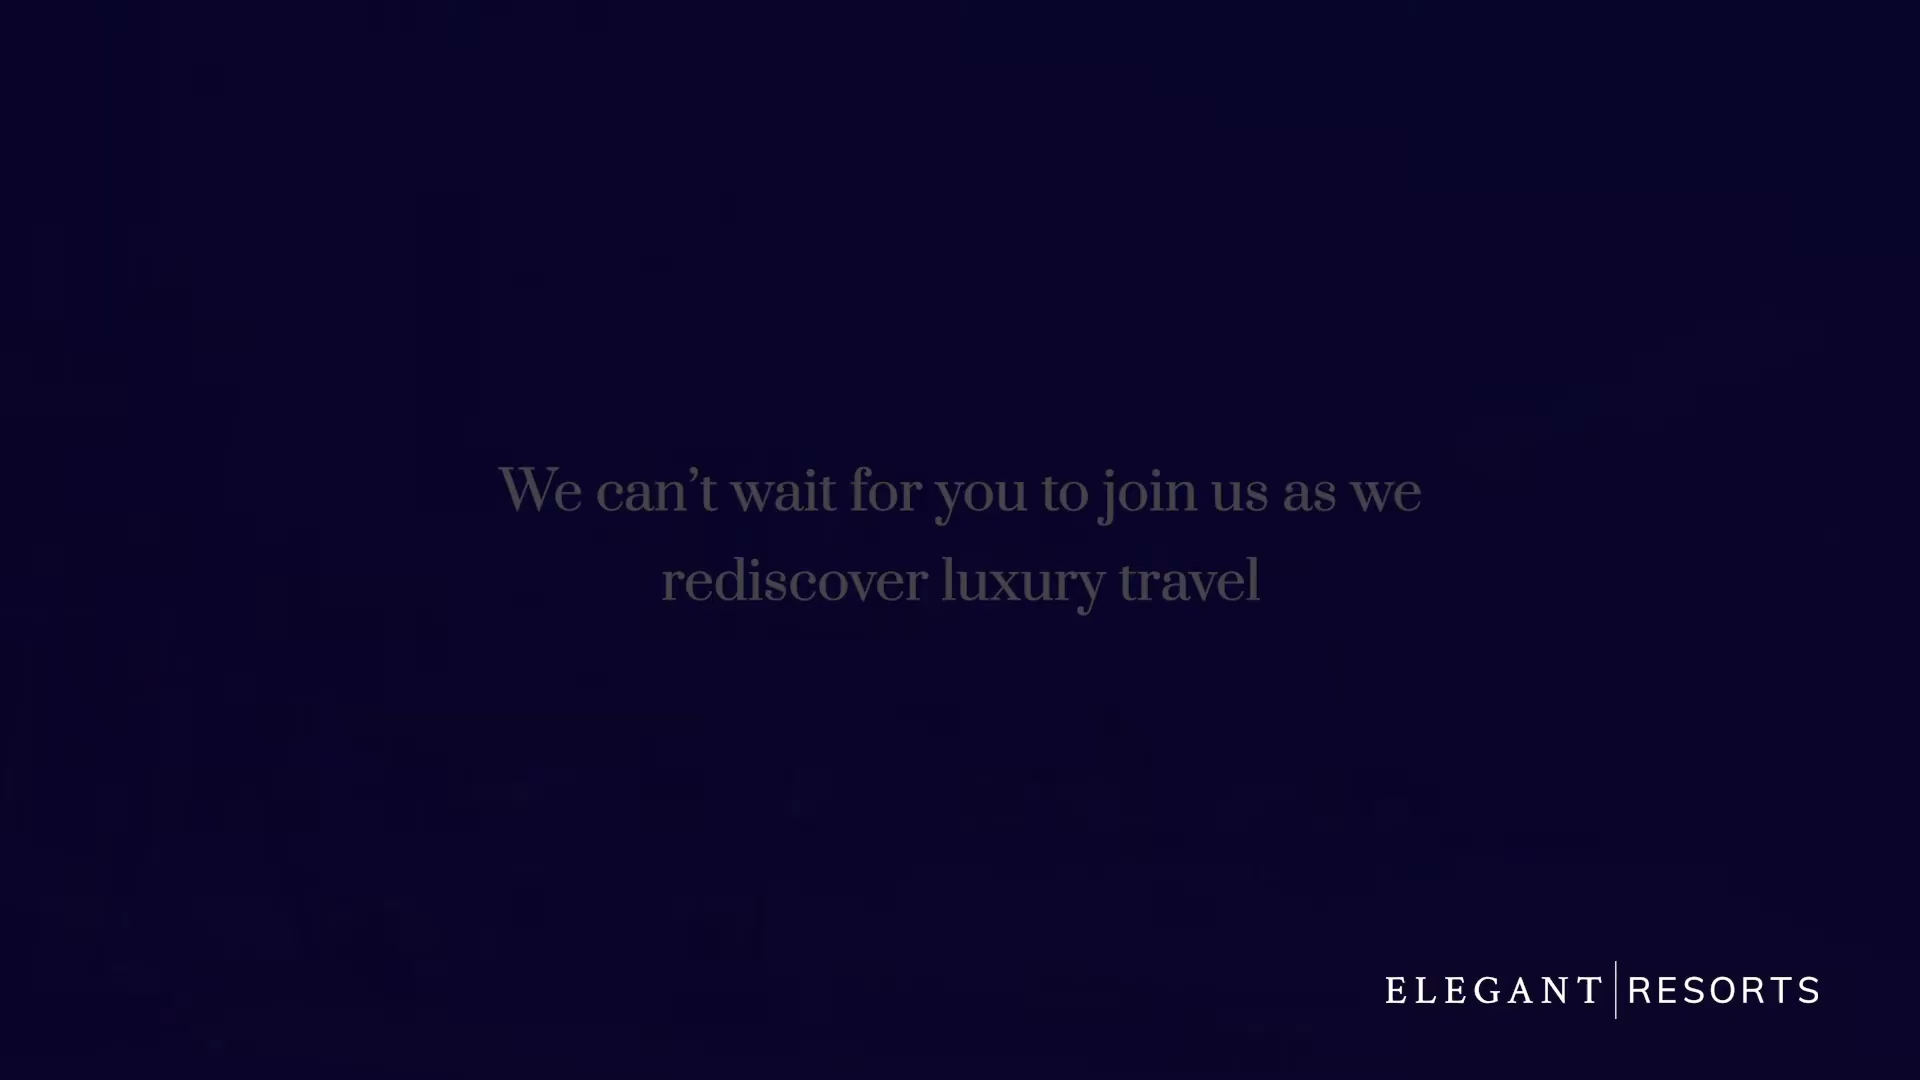 We can’t wait for you to join us as we
rediscover luxury travel
ELEGANT RESORTS